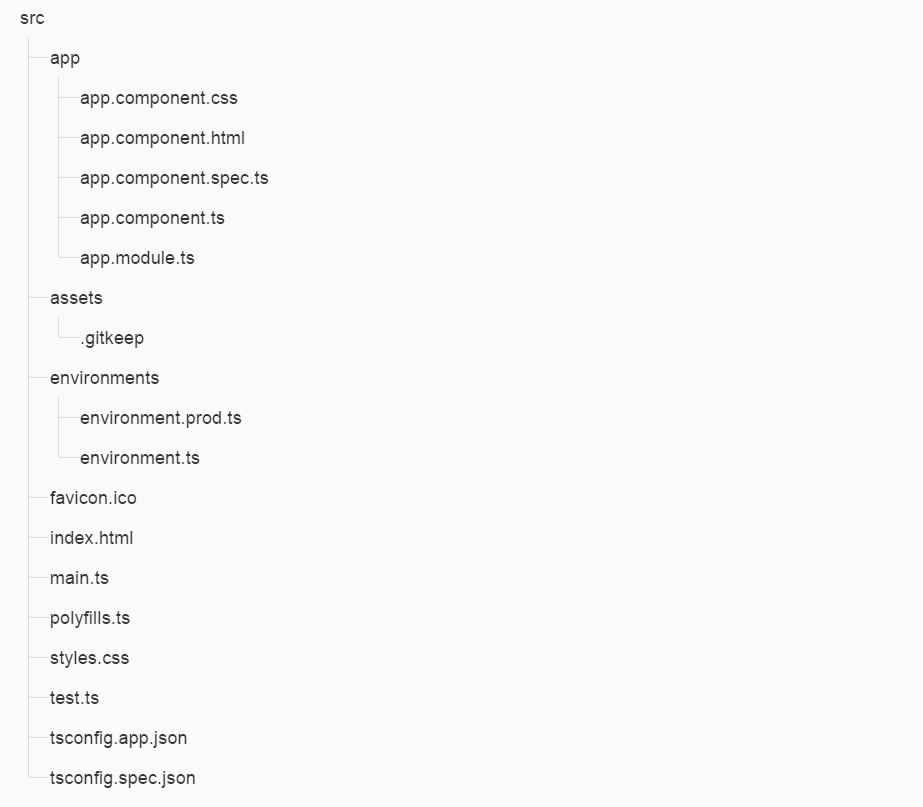 src
app
app.component.css
app.component.html
app.component.spec.ts
app.component.ts
app.module.ts
assets
.gitkeep
environments
environment.prod.ts
environment.ts
favicon.ico
index.html
main.ts
polyfills.ts
styles.css
test.ts
tsconfig.app.json
tsconfig.spec.json